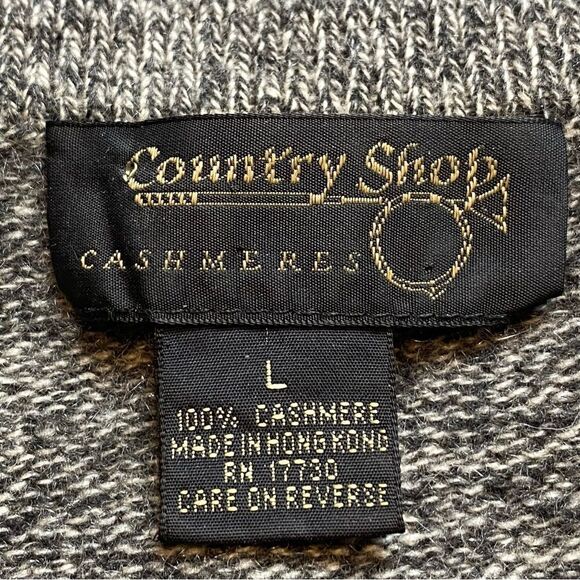 Country Shop
CASHMERES
L
100% CASHMERE
MADE IN HONG KONG
RN 17730
CARE ON REVERSE